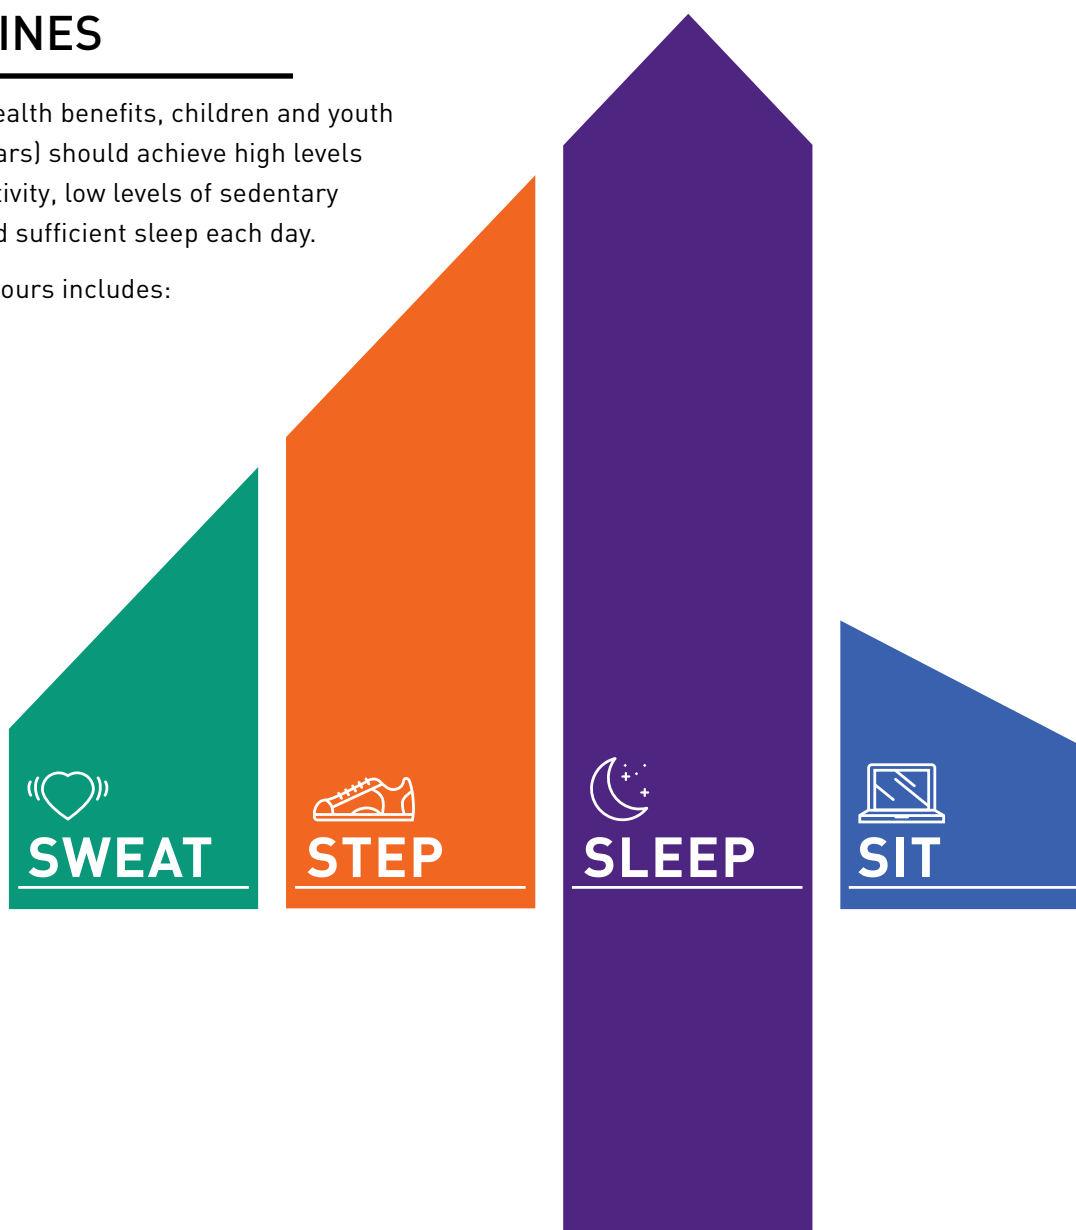 INES
ealth benefits, children and youth
ars) should achieve high levels
tivity, low levels of sedentary
d sufficient sleep each day.
ours includes:
SWEAT
STEP
SLEEP
SIT